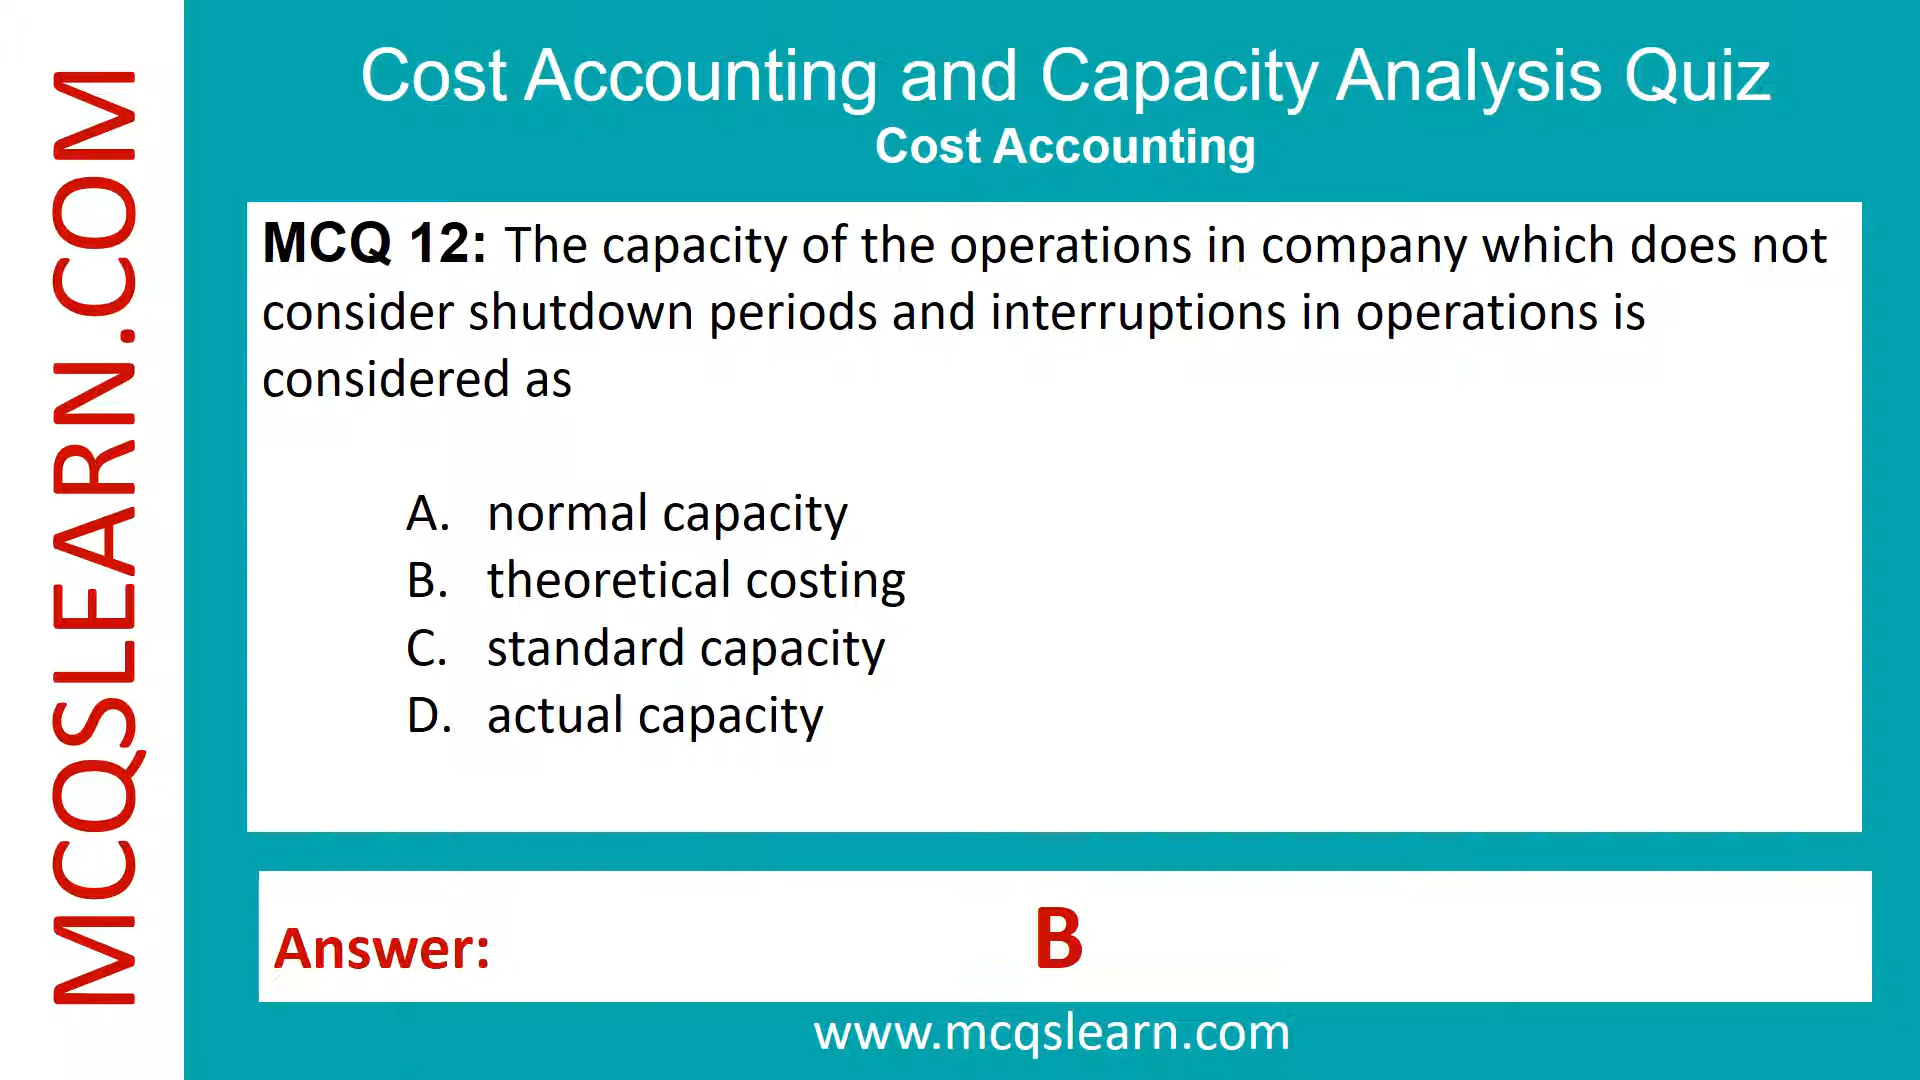 MCQSLEARN.COM
Cost Accounting and Capacity Analysis Quiz
Cost Accounting
MCQ 12: The capacity of the operations in company which does not
consider shutdown periods and interruptions in operations is
considered as
A. normal capacity
B. theoretical costing
C. standard capacity
D. actual capacity
Answer: B
www.mcqslearn.com